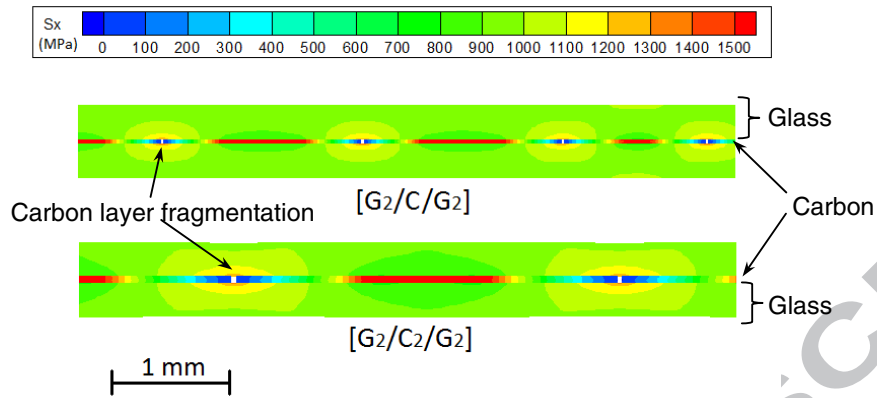 Sx
(MPa) 0 100 200 300 400 500 600 700 800 900 1000 1100 1200 1300 1400 1500
Glass
[G2/C/G2]
Carbon layer fragmentation
Carbon
Glass
[G2/C2/G2]
1 mm